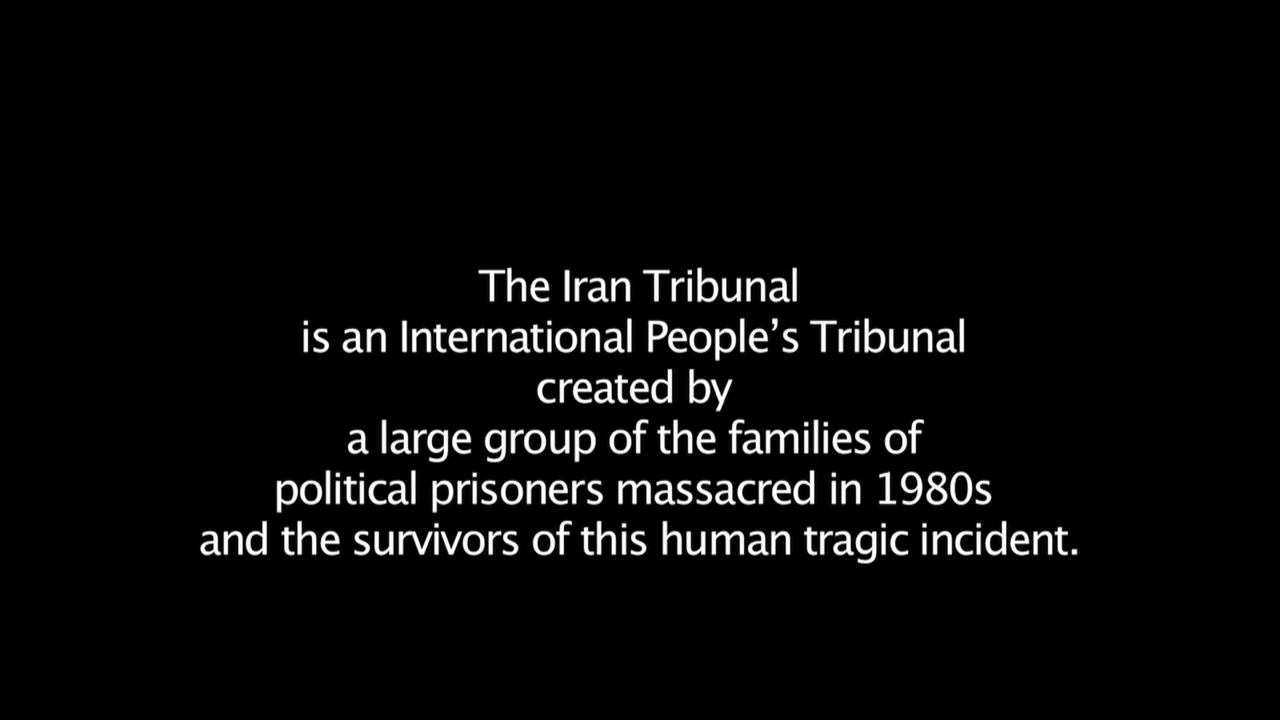 The Iran Tribunal
is an International People’s Tribunal
created by
a large group of the families of
political prisoners massacred in 1980s
and the survivors of this human tragic incident.